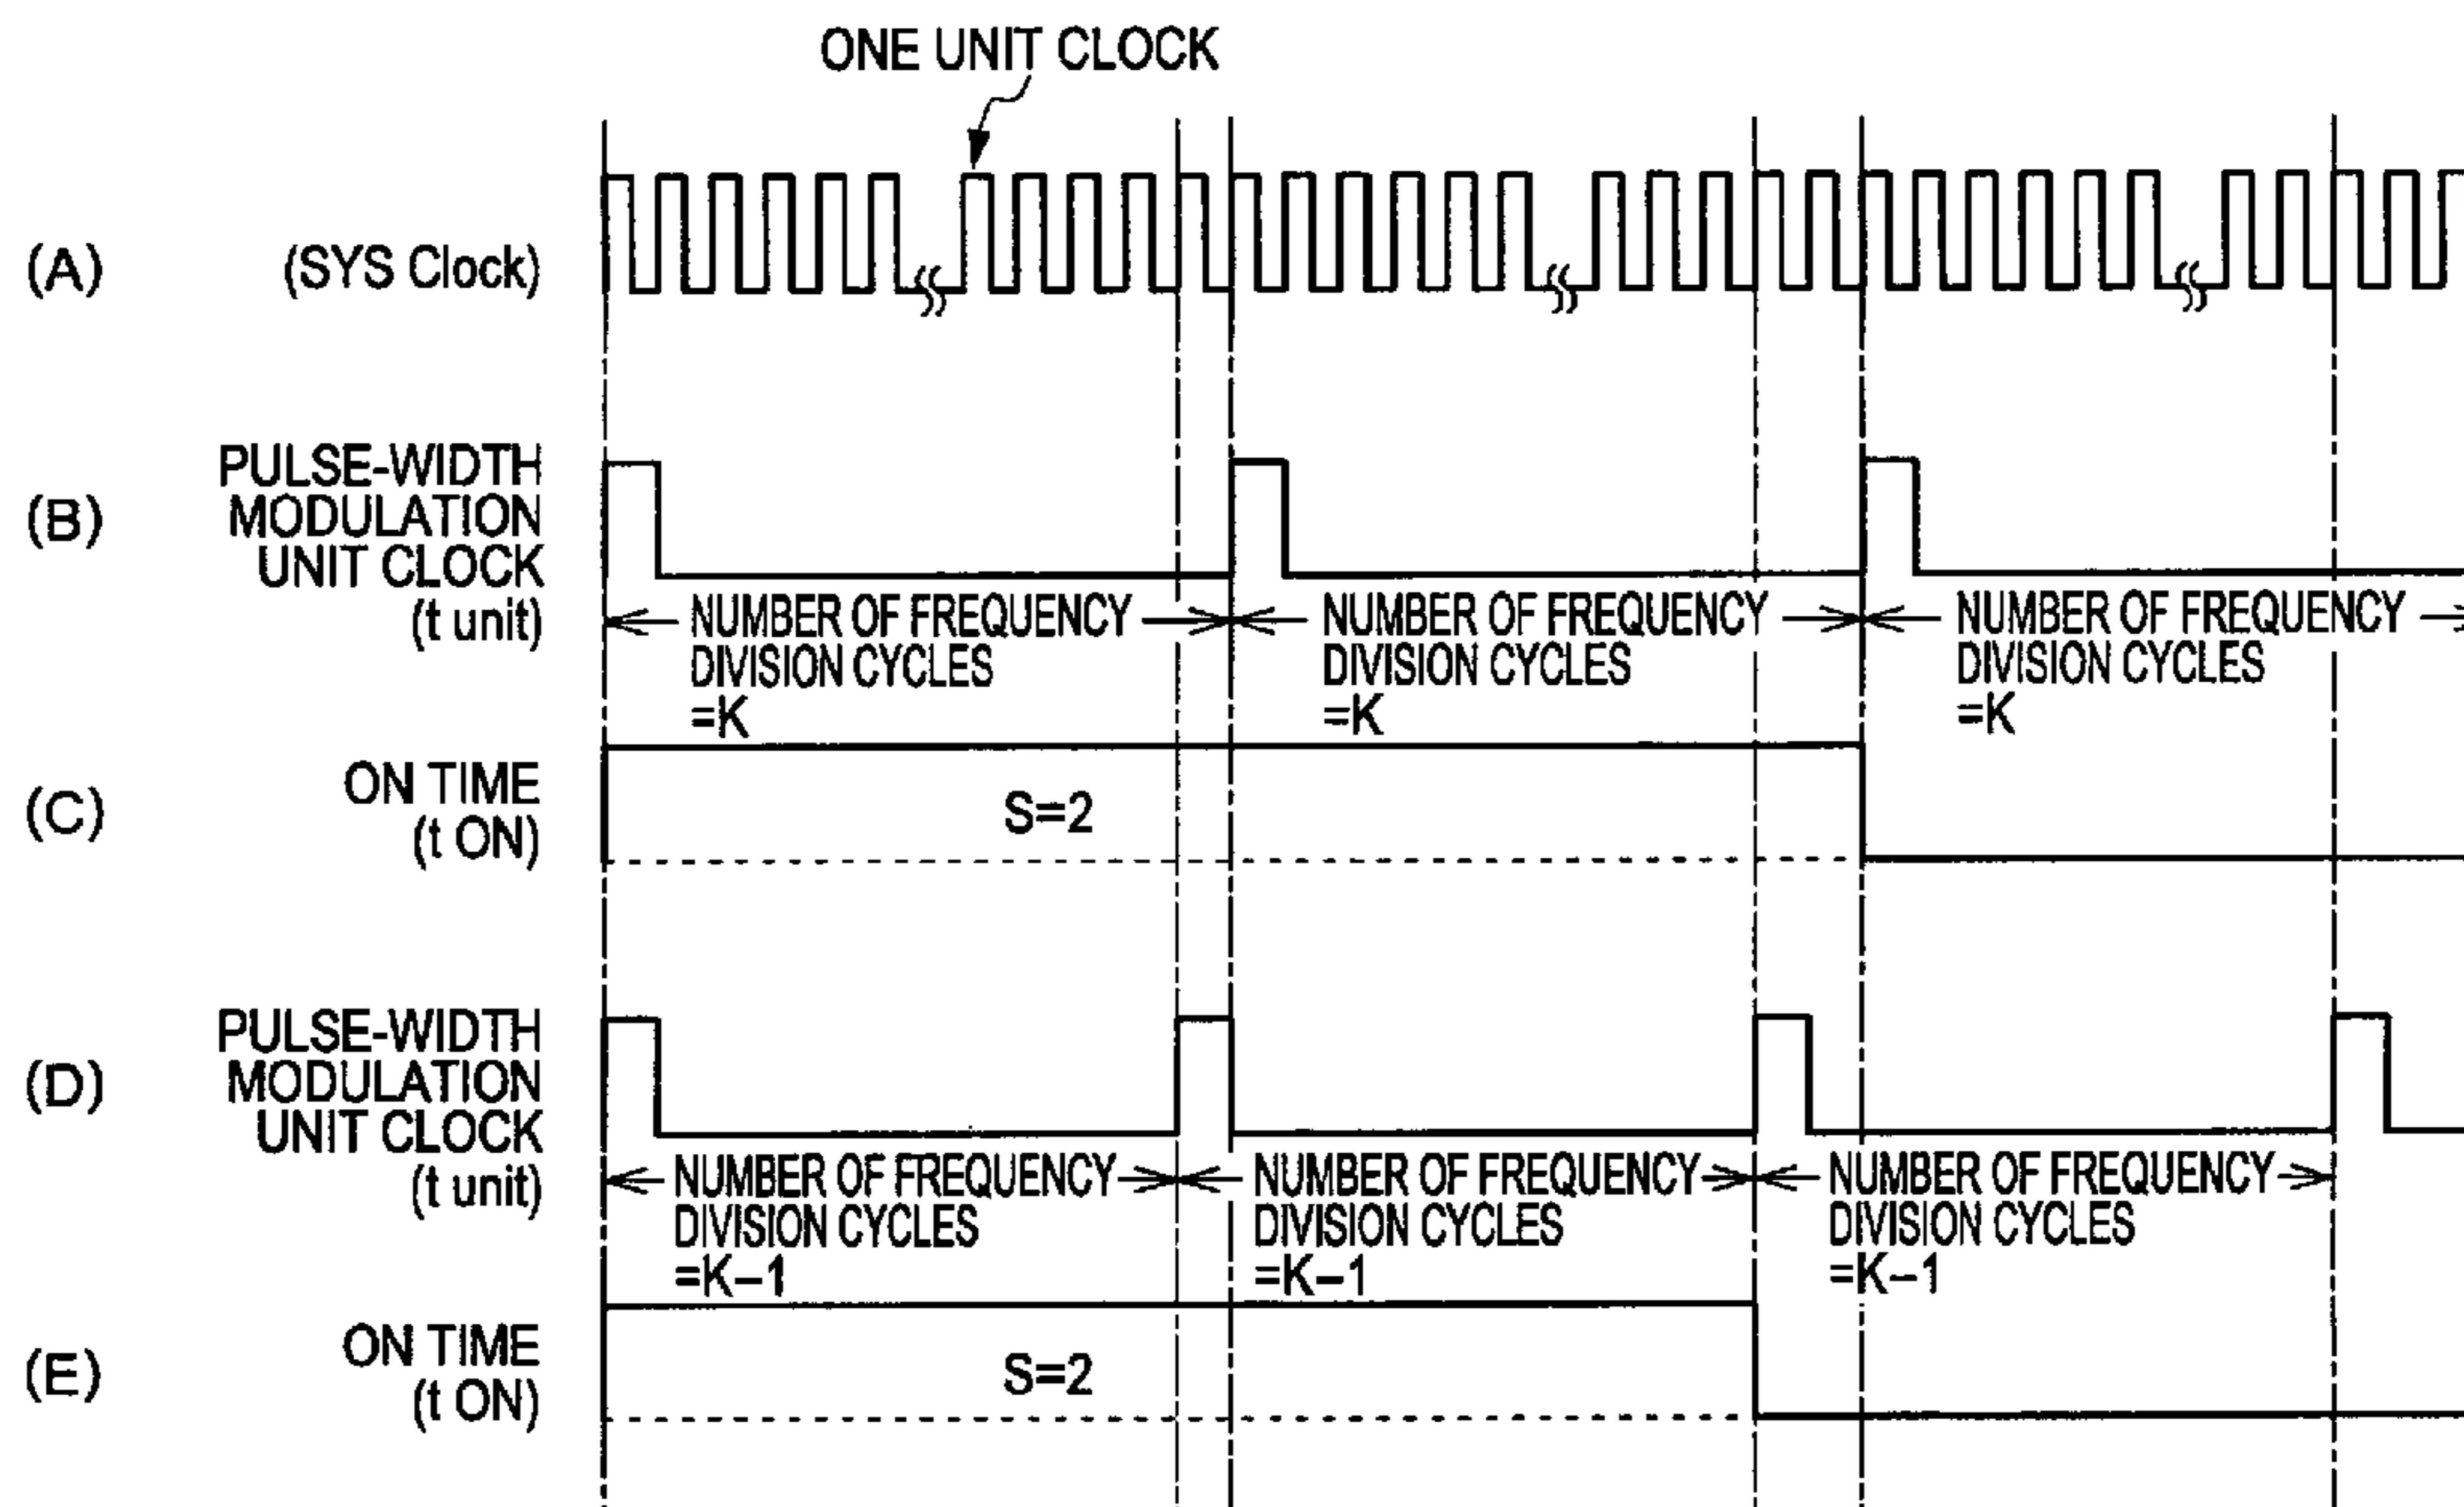 ONE UNIT CLOCK
(A) (SYS Clock)
(B) PULSE-WIDTH
MODULATION
UNIT CLOCK
(t unit)
NUMBER OF FREQUENCY
DIVISION CYCLES
=K
NUMBER OF FREQUENCY
DIVISION CYCLES
=K
NUMBER OF FREQUENCY
DIVISION CYCLES
=K
(C) ON TIME
(t ON)
S=2
(D) PULSE-WIDTH
MODULATION
UNIT CLOCK
(t unit)
NUMBER OF FREQUENCY
DIVISION CYCLES
=K–1
NUMBER OF FREQUENCY
DIVISION CYCLES
=K–1
NUMBER OF FREQUENCY
DIVISION CYCLES
=K–1
(E) ON TIME
(t ON)
S=2